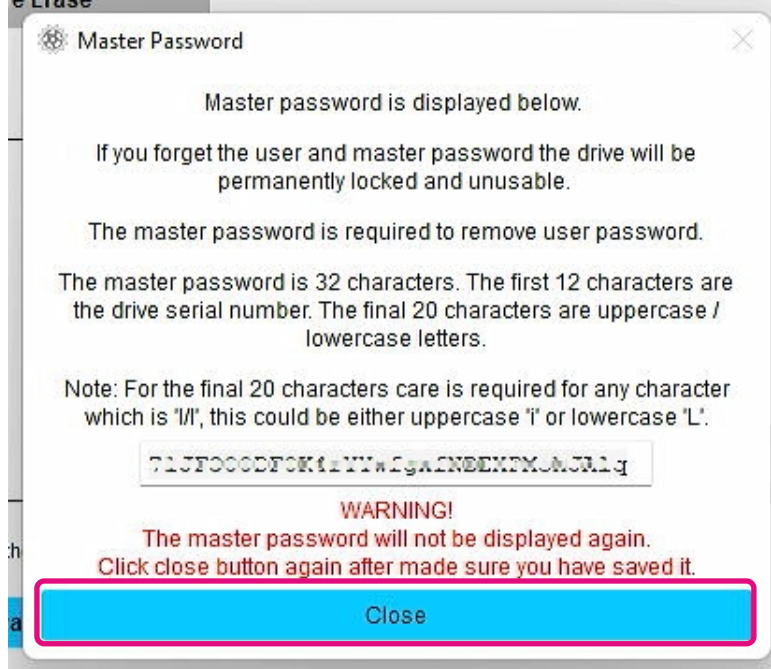 e Erase
Master Password
Master password is displayed below.
If you forget the user and master password the drive will be
permanently locked and unusable.
The master password is required to remove user password.
The master password is 32 characters. The first 12 characters are
the drive serial number. The final 20 characters are uppercase /
lowercase letters.
Note: For the final 20 characters care is required for any character
which is 'I/l', this could be either uppercase 'i' or lowercase 'L'.
WARNING!
The master password will not be displayed again.
Click close button again after made sure you have saved it.
Close